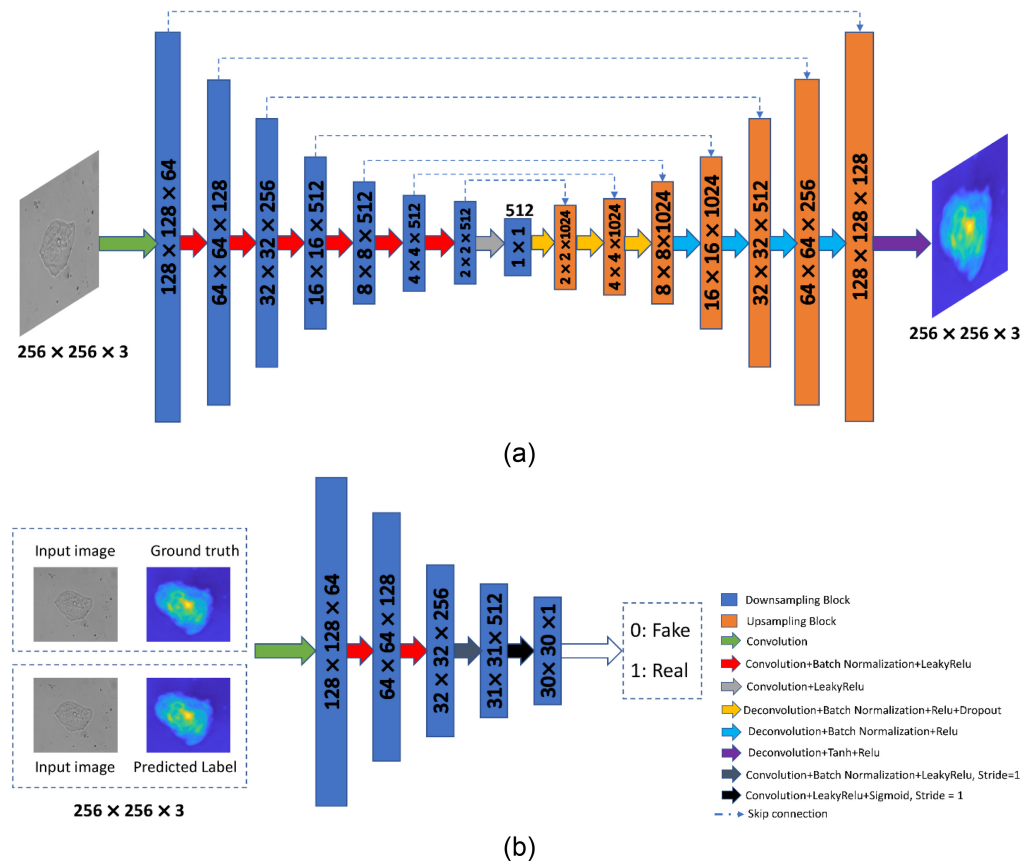 128 × 128 × 64
64 × 64 × 128
32 × 32 × 256
16 × 16 × 512
8 × 8 × 512
4 × 4 × 512
2 × 2 × 512
512
1 × 1
2 × 2 ×1024
4 × 4 ×1024
8 × 8×1024
16 × 16 × 1024
32 × 32 × 512
64 × 64 × 256
128 × 128 × 128
256 × 256 × 3
256 × 256 × 3
(a)
Input image
Ground truth
Input image
Predicted Label
256 × 256 × 3
128 × 128 × 64
64 × 64 × 128
32 × 32 × 256
31× 31× 512
30× 30 ×1
0: Fake
1: Real
Downsampling Block
Upsampling Block
Convolution
Convolution+Batch Normalization+LeakyRelu
Convolution+LeakyRelu
Deconvolution+Batch Normalization+Relu+Dropout
Deconvolution+Batch Normalization+Relu
Deconvolution+Tanh+Relu
Convolution+Batch Normalization+LeakyRelu, Stride=1
Convolution+LeakyRelu+Sigmoid, Stride = 1
Skip connection
(b)